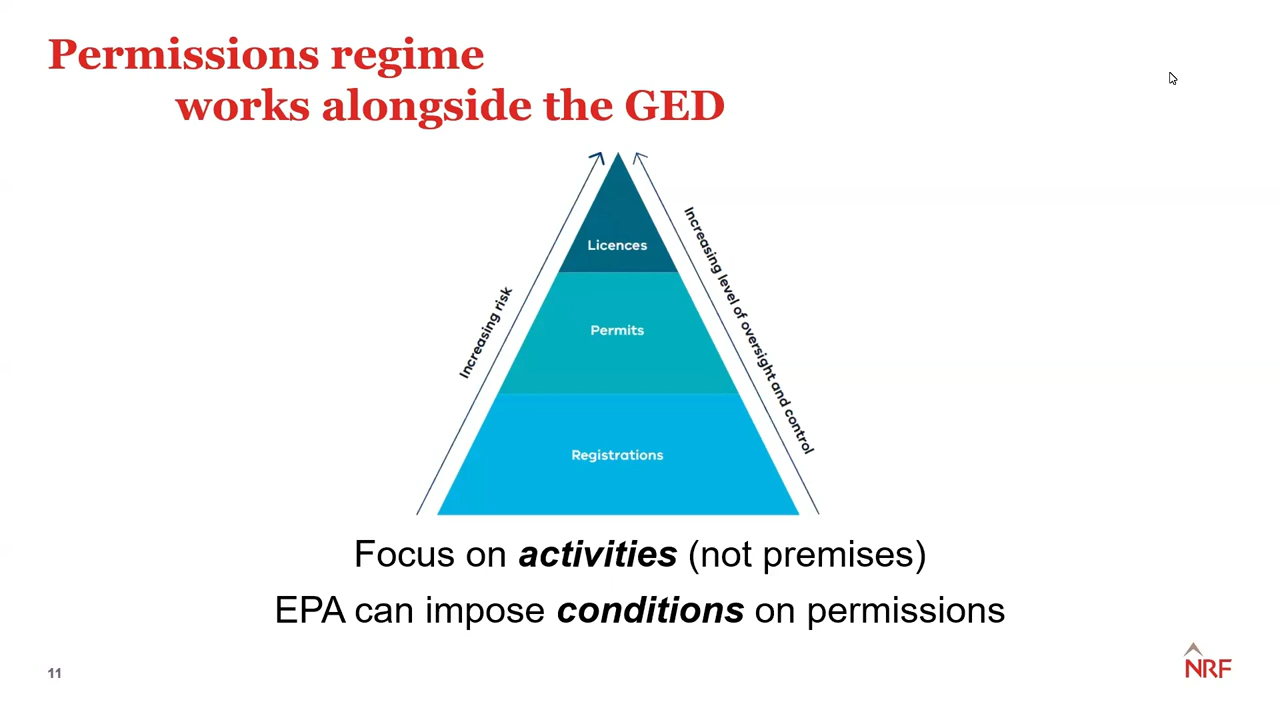 Permissions regime
works alongside the GED
Licences
Permits
Registrations
Increasing risk
Increasing level of oversight and control
Focus on activities (not premises)
EPA can impose conditions on permissions
11
NRF